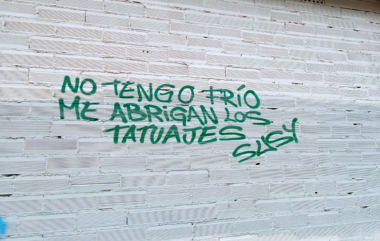 NO TENGO FRÍO
ME ABRIGAN LOS
TATUAJES
SUSY